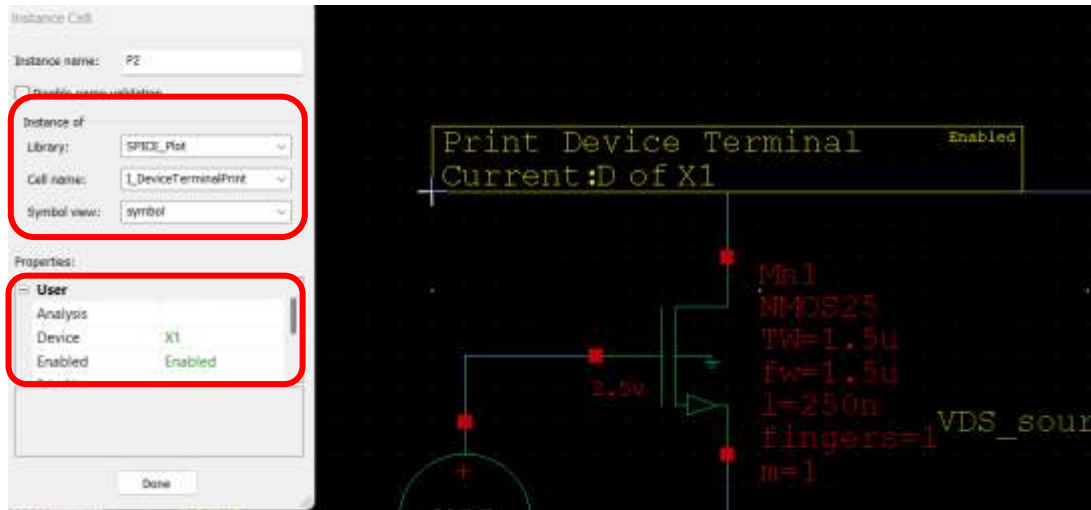 Instance Cell
Instance name: P2
Disable name validation
Instance of
Library: SPICE_Plot
Cell name: I_DeviceTerminalPrint
Symbol view: symbol
Properties:
User
Analysis
Device X1
Enabled Enabled
Done
Print Device Terminal Enabled
Current:D of X1
Mn1
NMOS25
TW=1.5u
fw=1.5u
l=250n
fingers=1
m=1
2.5V
VDS_sour
+